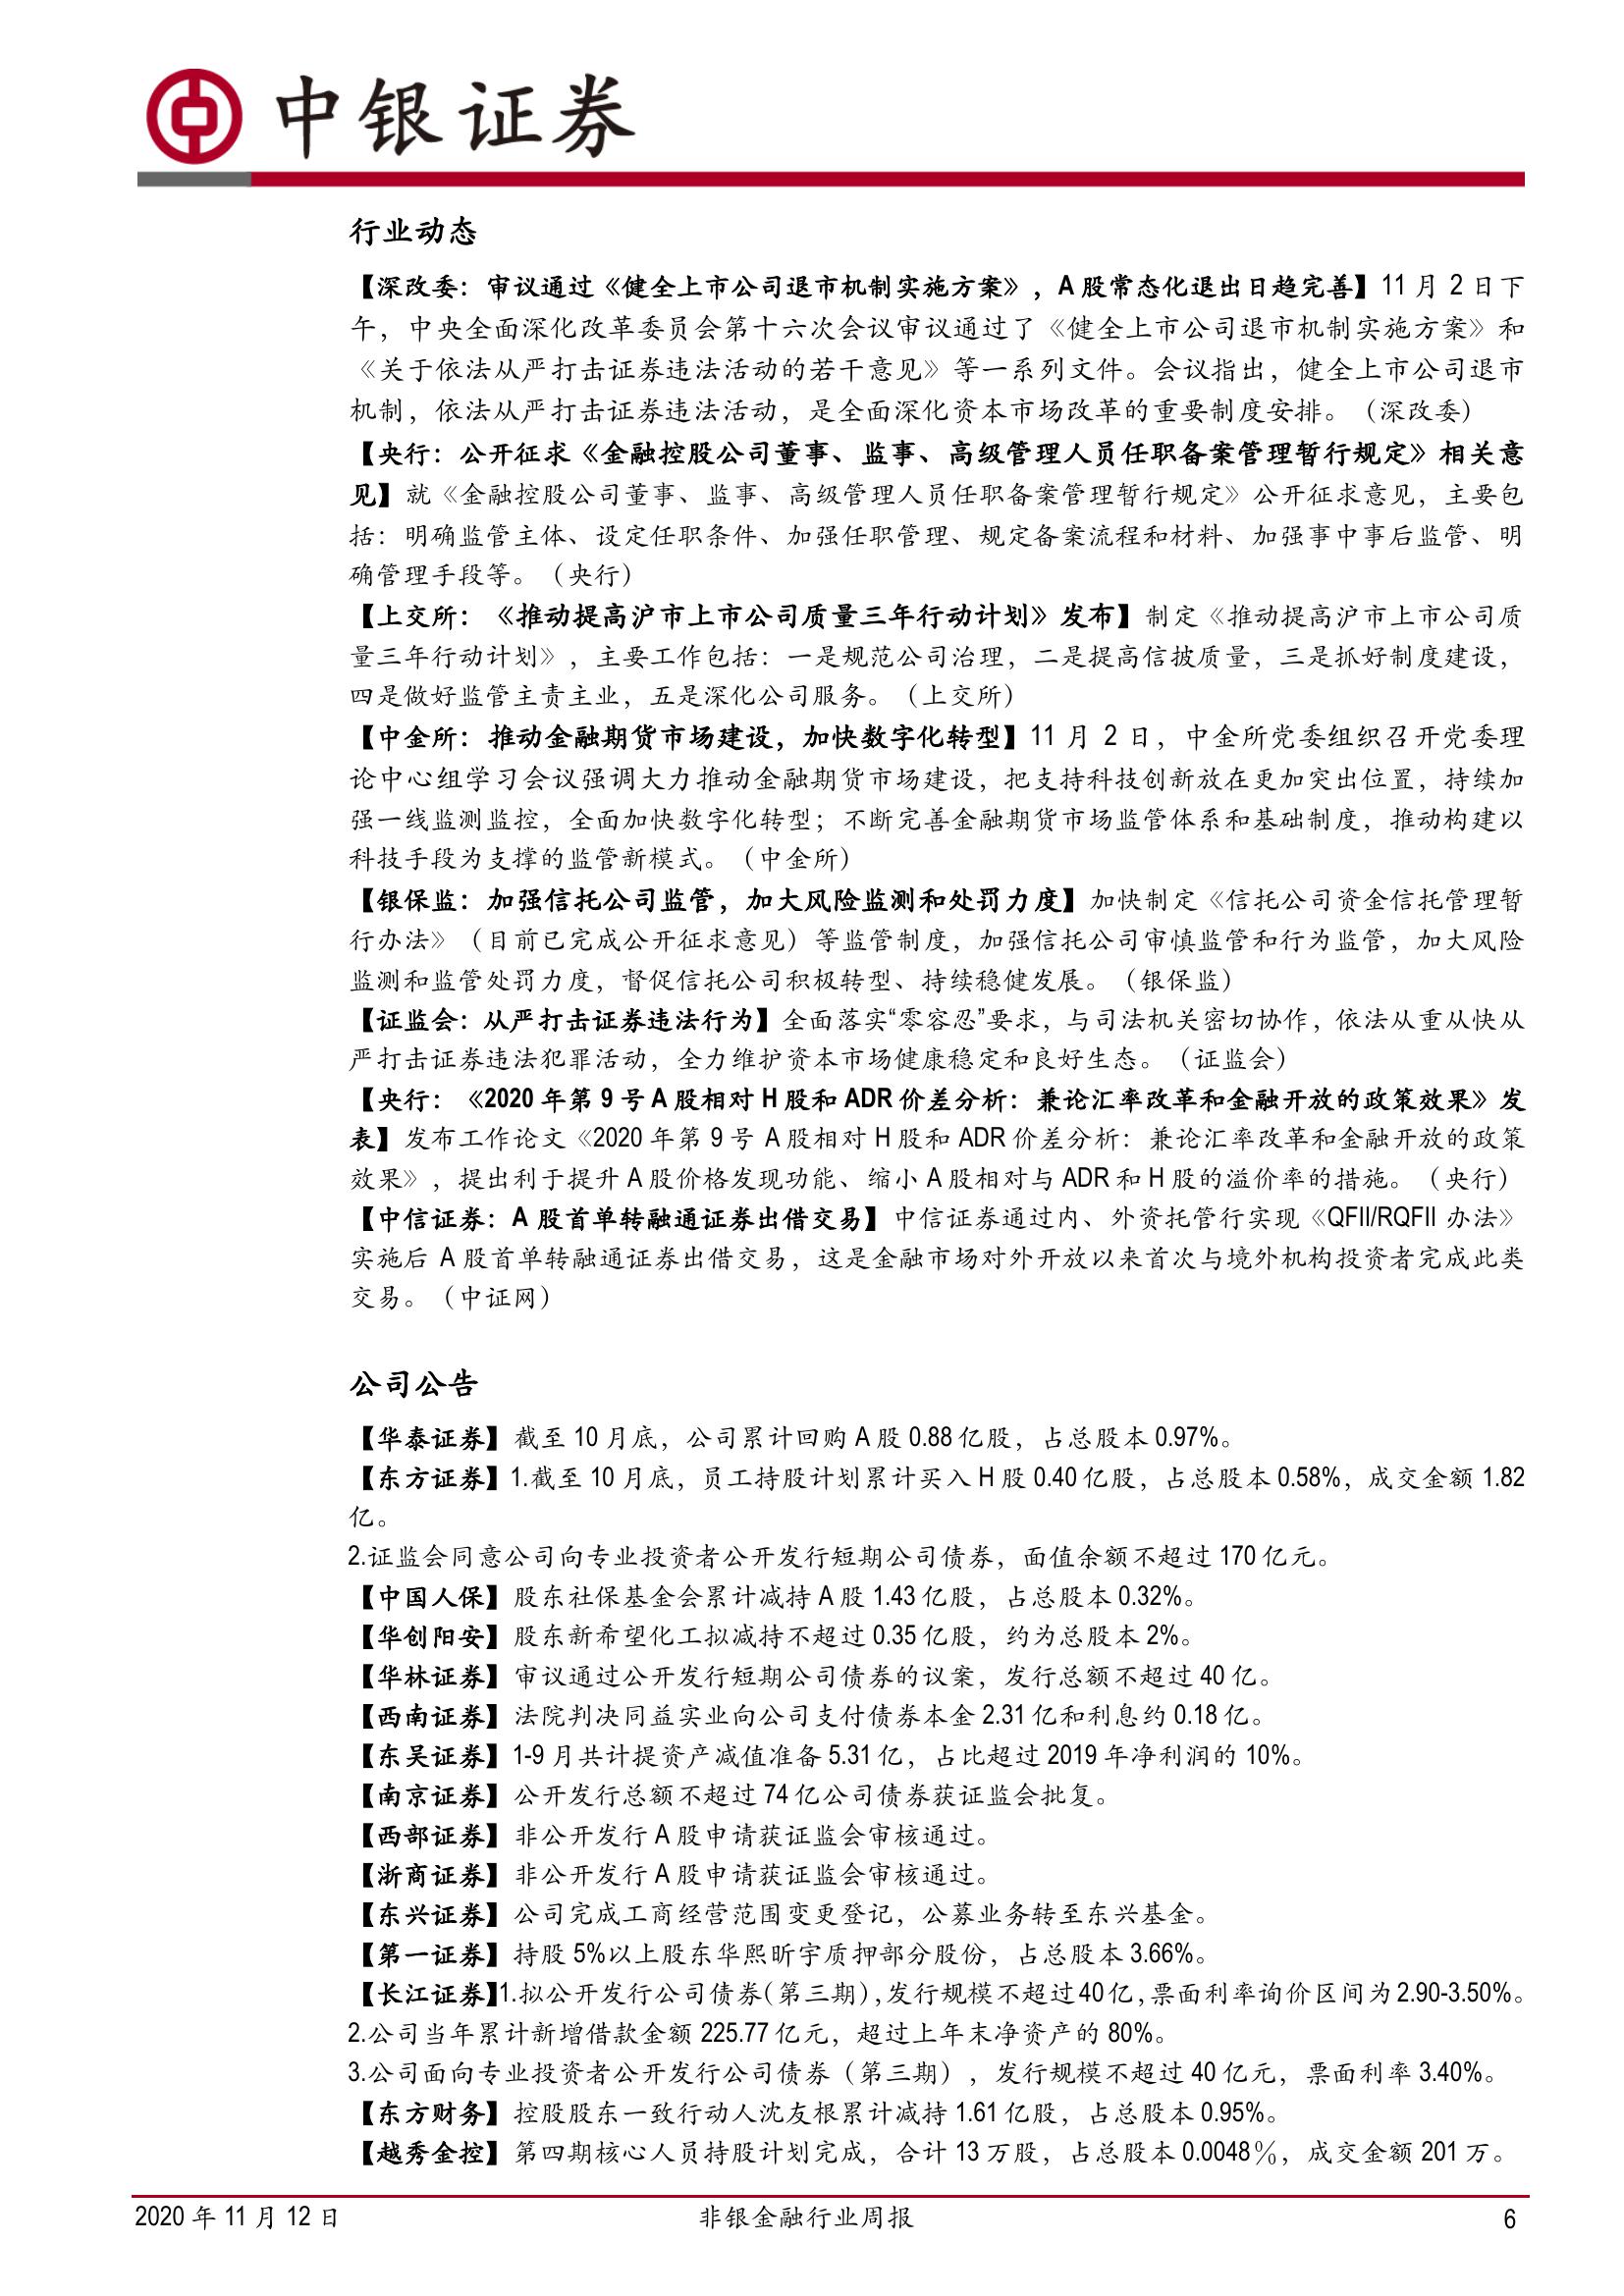 中银证券
行业动态
【深改委：审议通过《健全上市公司退市机制实施方案》，A 股常态化退出日趋完善】11 月 2 日下
午，中央全面深化改革委员会第十六次会议审议通过了《健全上市公司退市机制实施方案》和
《关于依法从严打击证券违法活动的若干意见》等一系列文件。会议指出，健全上市公司退市
机制，依法从严打击证券违法活动，是全面深化资本市场改革的重要制度安排。（深改委）
【央行：公开征求《金融控股公司董事、监事、高级管理人员任职备案管理暂行规定》相关意
见】就《金融控股公司董事、监事、高级管理人员任职备案管理暂行规定》公开征求意见，主要包
括：明确监管主体、设定任职条件、加强任职管理、规定备案流程和材料、加强事中事后监管、明
确管理手段等。（央行）
【上交所：《推动提高沪市上市公司质量三年行动计划》发布】制定《推动提高沪市上市公司质
量三年行动计划》，主要工作包括：一是规范公司治理，二是提高信披质量，三是抓好制度建设，
四是做好监管主责主业，五是深化公司服务。（上交所）
【中金所：推动金融期货市场建设，加快数字化转型】11 月 2 日，中金所党委组织召开党委理
论中心组学习会议强调大力推动金融期货市场建设，把支持科技创新放在更加突出位置，持续加
强一线监测监控，全面加快数字化转型；不断完善金融期货市场监管体系和基础制度，推动构建以
科技手段为支撑的监管新模式。（中金所）
【银保监：加强信托公司监管，加大风险监测和处罚力度】加快制定《信托公司资金信托管理暂
行办法》（目前已完成公开征求意见）等监管制度，加强信托公司审慎监管和行为监管，加大风险
监测和监管处罚力度，督促信托公司积极转型、持续稳健发展。（银保监）
【证监会：从严打击证券违法行为】全面落实“零容忍”要求，与司法机关密切协作，依法从重从快从
严打击证券违法犯罪活动，全力维护资本市场健康稳定和良好生态。（证监会）
【央行：《2020 年第 9 号 A 股相对 H 股和 ADR 价差分析：兼论汇率改革和金融开放的政策效果》发
表】发布工作论文《2020 年第 9 号 A 股相对 H 股和 ADR 价差分析：兼论汇率改革和金融开放的政策
效果》，提出利于提升 A 股价格发现功能、缩小 A 股相对与 ADR 和 H 股的溢价率的措施。（央行）
【中信证券：A 股首单转融通证券出借交易】中信证券通过内、外资托管行实现《QFII/RQFII 办法》
实施后 A 股首单转融通证券出借交易，这是金融市场对外开放以来首次与境外机构投资者完成此类
交易。（中证网）
公司公告
【华泰证券】截至 10 月底，公司累计回购 A 股 0.88 亿股，占总股本 0.97%。
【东方证券】1.截至 10 月底，员工持股计划累计买入 H 股 0.40 亿股，占总股本 0.58%，成交金额 1.82
亿。
2.证监会同意公司向专业投资者公开发行短期公司债券，面值余额不超过 170 亿元。
【中国人保】股东社保基金会累计减持 A 股 1.43 亿股，占总股本 0.32%。
【华创阳安】股东新希望化工拟减持不超过 0.35 亿股，约为总股本 2%。
【华林证券】审议通过公开发行短期公司债券的议案，发行总额不超过 40 亿。
【西南证券】法院判决同益实业向公司支付债券本金 2.31 亿和利息约 0.18 亿。
【东吴证券】1-9 月共计提资产减值准备 5.31 亿，占比超过 2019 年净利润的 10%。
【南京证券】公开发行总额不超过 74 亿公司债券获证监会批复。
【西部证券】非公开发行 A 股申请获证监会审核通过。
【浙商证券】非公开发行 A 股申请获证监会审核通过。
【东兴证券】公司完成工商经营范围变更登记，公募业务转至东兴基金。
【第一证券】持股 5%以上股东华熙昕宇质押部分股份，占总股本 3.66%。
【长江证券】1.拟公开发行公司债券(第三期)，发行规模不超过40亿，票面利率询价区间为2.90-3.50%。
2.公司当年累计新增借款金额 225.77 亿元，超过上年末净资产的 80%。
3.公司面向专业投资者公开发行公司债券（第三期），发行规模不超过 40 亿元，票面利率 3.40%。
【东方财务】控股股东一致行动人沈友根累计减持 1.61 亿股，占总股本 0.95%。
【越秀金控】第四期核心人员持股计划完成，合计 13 万股，占总股本 0.0048％，成交金额 201 万。
2020 年 11 月 12 日 非银金融行业周报 6